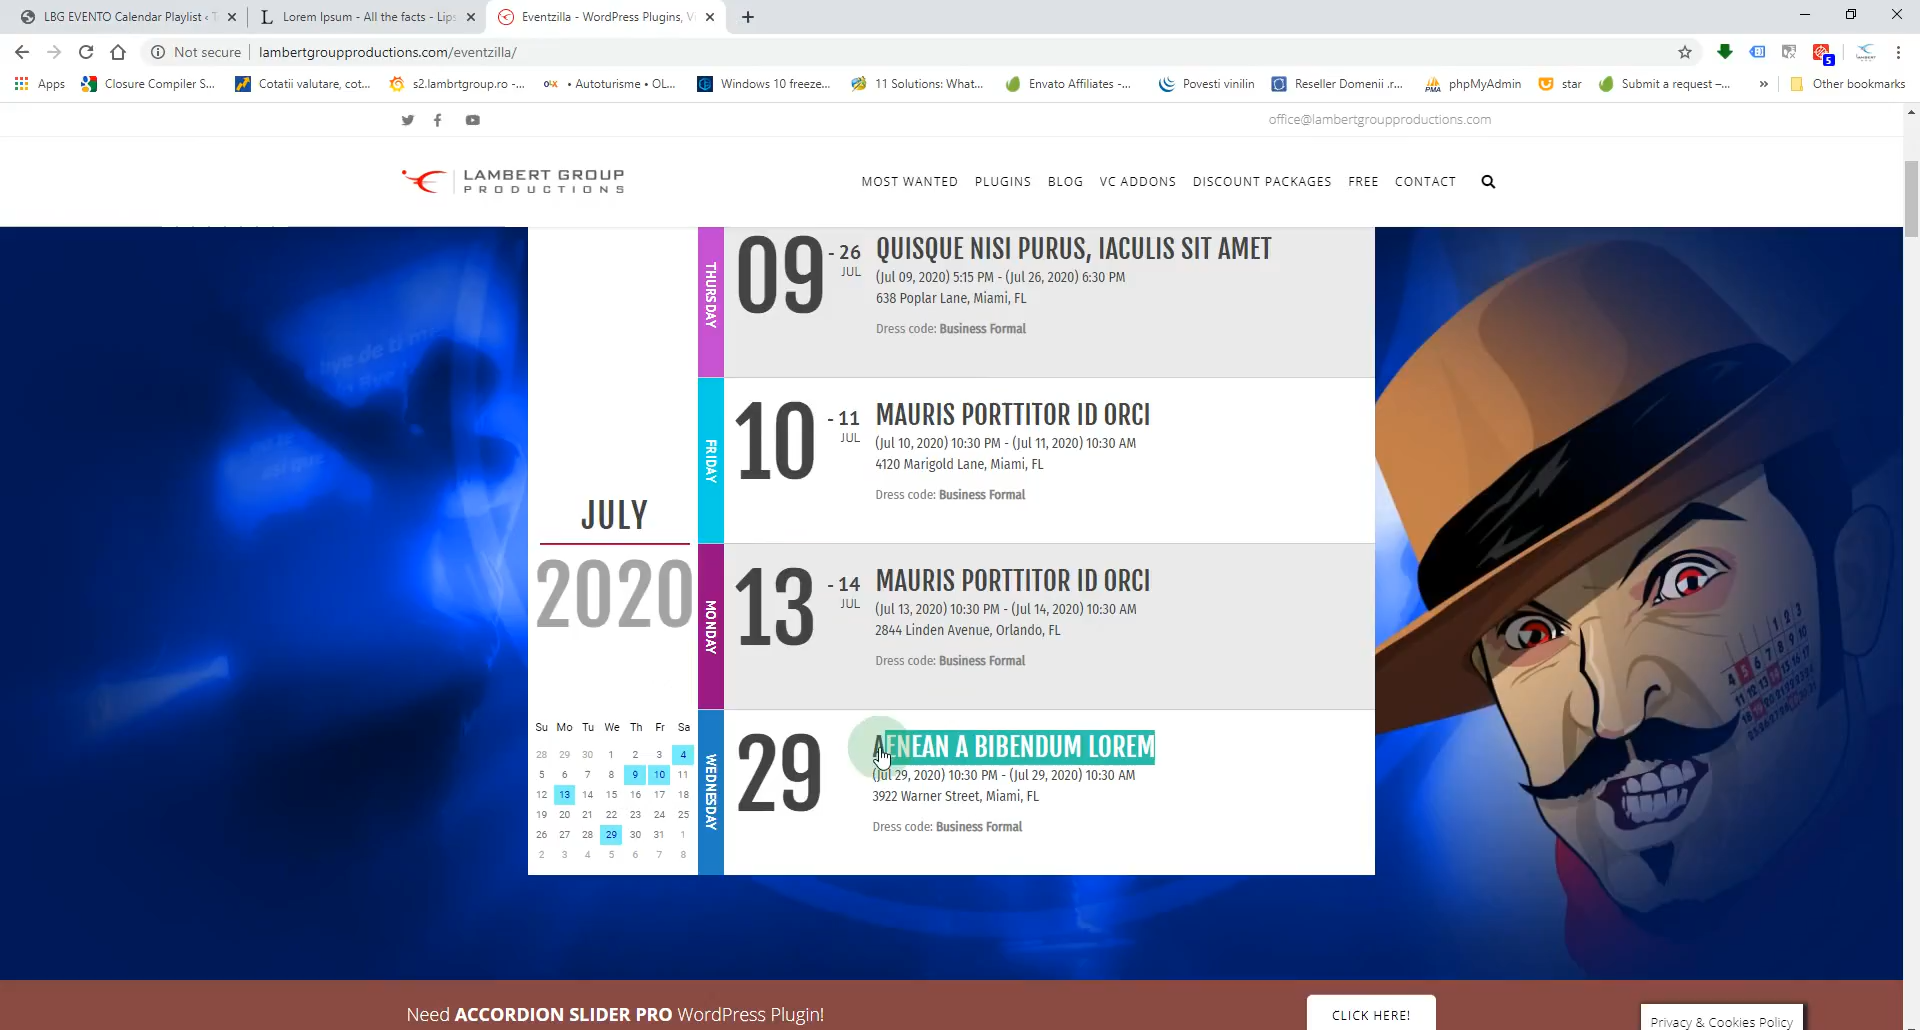 LBG EVENTO Calendar Playlist ‹
Lorem Ipsum - All the facts - Lips
Eventzilla - WordPress Plugins, V
Not secure
lambertgroupproductions.com/eventzilla/
5
Apps
Closure Compiler S...
Cotatii valutare, cot...
s2.lambrtgroup.ro -...
• Autoturisme • OL...
Windows 10 freeze...
11 Solutions: What...
Envato Affiliates -...
Povesti vinilin
Reseller Domenii .r...
phpMyAdmin
star
Submit a request –...
»
Other bookmarks
office@lambertgroupproductions.com
LAMBERT GROUP
PRODUCTIONS
MOST WANTED PLUGINS BLOG VC ADDONS DISCOUNT PACKAGES FREE CONTACT
THURSDAY
09
- 26
JUL
QUISQUE NISI PURUS, IACULIS SIT AMET
(Jul 09, 2020) 5:15 PM - (Jul 26, 2020) 6:30 PM
638 Poplar Lane, Miami, FL
Dress code: Business Formal
FRIDAY
10
- 11
JUL
MAURIS PORTTITOR ID ORCI
(Jul 10, 2020) 10:30 PM - (Jul 11, 2020) 10:30 AM
4120 Marigold Lane, Miami, FL
Dress code: Business Formal
JULY
2020
MONDAY
13
- 14
JUL
MAURIS PORTTITOR ID ORCI
(Jul 13, 2020) 10:30 PM - (Jul 14, 2020) 10:30 AM
2844 Linden Avenue, Orlando, FL
Dress code: Business Formal
Su Mo Tu We Th Fr Sa
28 29 30 1 2 3 4
5 6 7 8 9 10 11
12 13 14 15 16 17 18
19 20 21 22 23 24 25
26 27 28 29 30 31 1
2 3 4 5 6 7 8
WEDNESDAY
29
AENEAN A BIBENDUM LOREM
(Jul 29, 2020) 10:30 PM - (Jul 29, 2020) 10:30 AM
3922 Warner Street, Miami, FL
Dress code: Business Formal
Need ACCORDION SLIDER PRO WordPress Plugin!
CLICK HERE!
Privacy & Cookies Policy